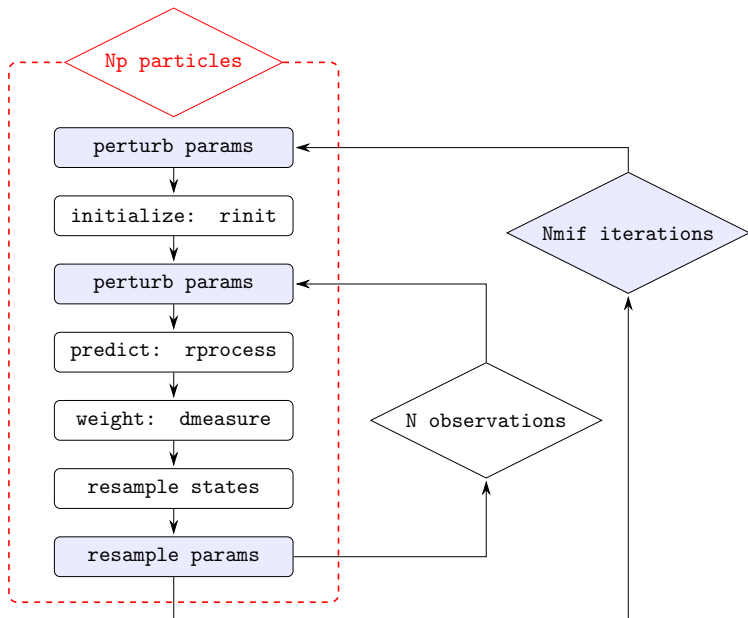 Np particles
perturb params
initialize: rinit
Nmif iterations
perturb params
predict: rprocess
weight: dmeasure
N observations
resample states
resample params